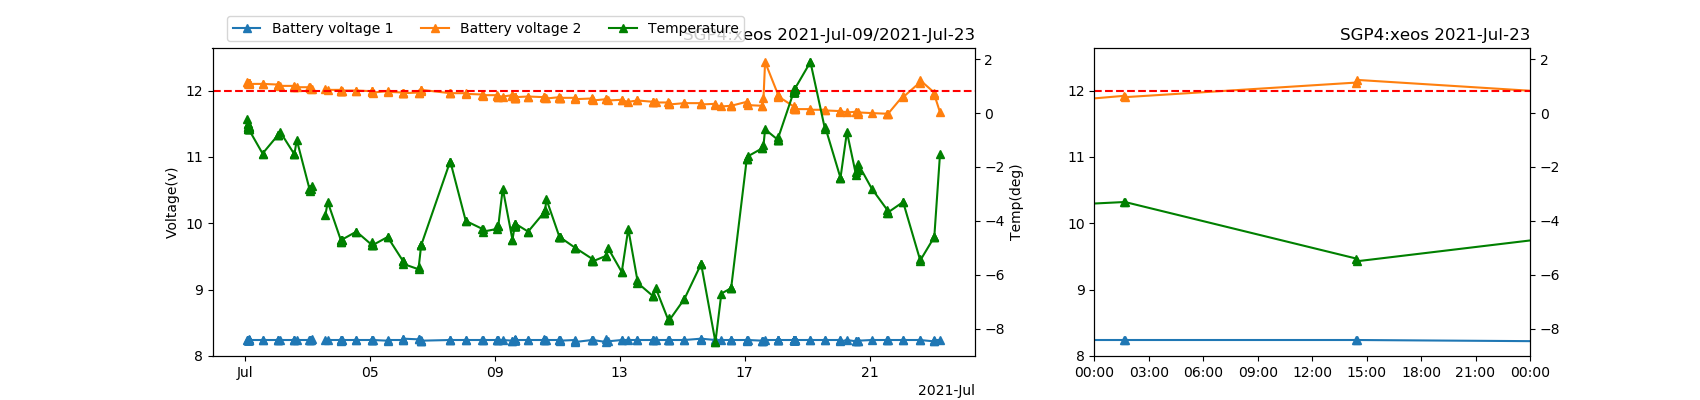 Battery voltage 1 Battery voltage 2 Temperature
SGP4:xeos 2021-Jul-09/2021-Jul-23
Voltage(v)
12
11
10
9
8
Jul 05 09 13 17 21
2021-Jul
2
0
−2
−4
−6
−8
Temp(deg)
SGP4:xeos 2021-Jul-23
12
11
10
9
8
00:00 03:00 06:00 09:00 12:00 15:00 18:00 21:00 00:00
2
0
−2
−4
−6
−8